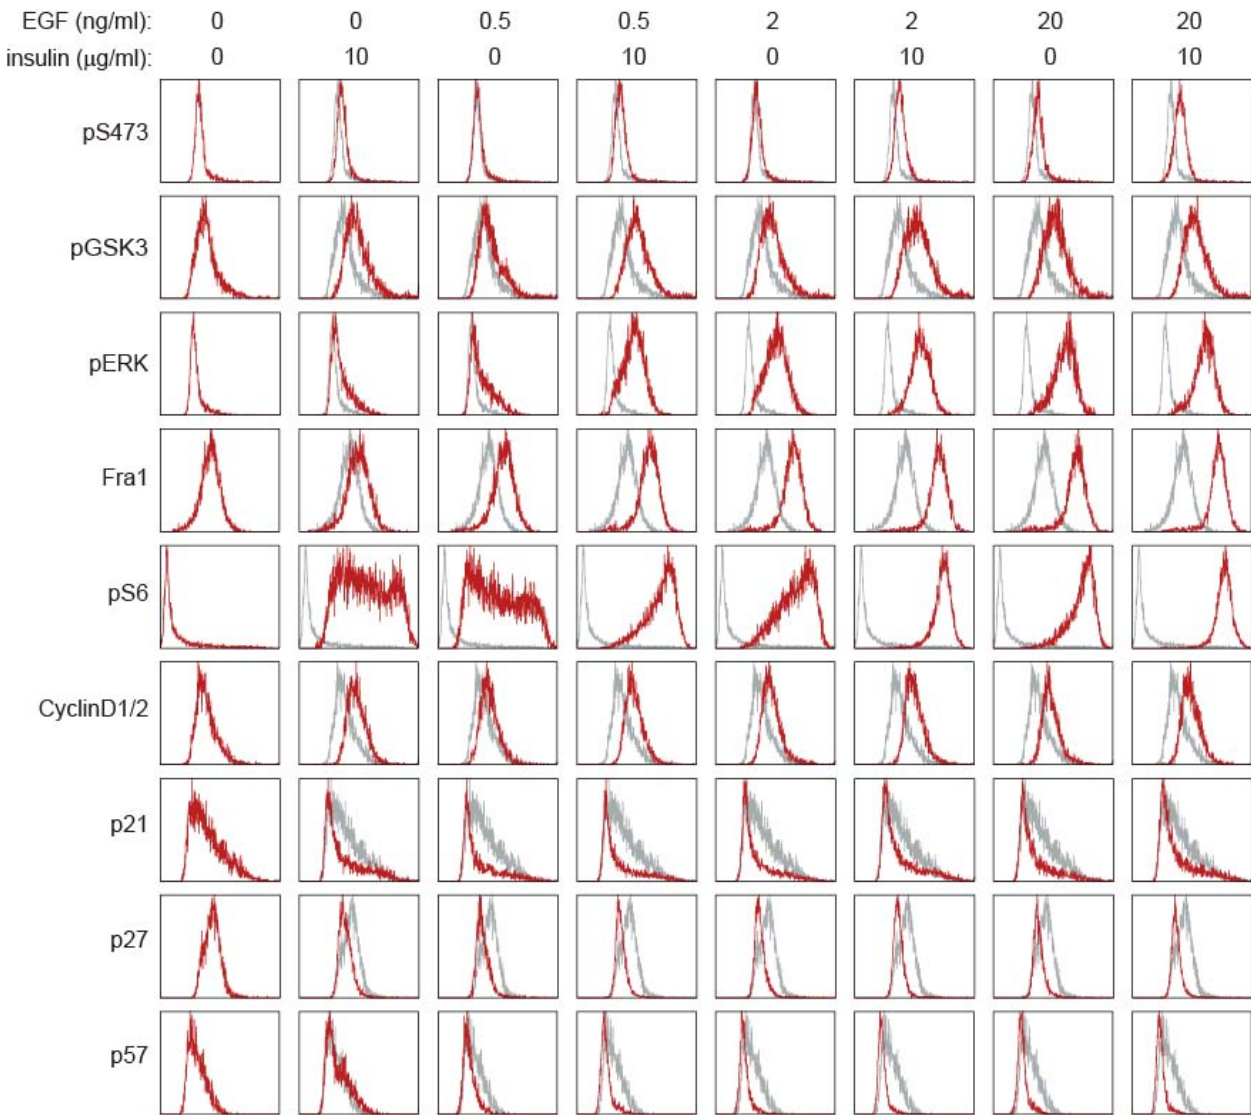 EGF (ng/ml): 0 0 0.5 0.5 2 2 20 20
insulin (µg/ml): 0 10 0 10 0 10 0 10
pS473
pGSK3
pERK
Fra1
pS6
CyclinD1/2
p21
p27
p57